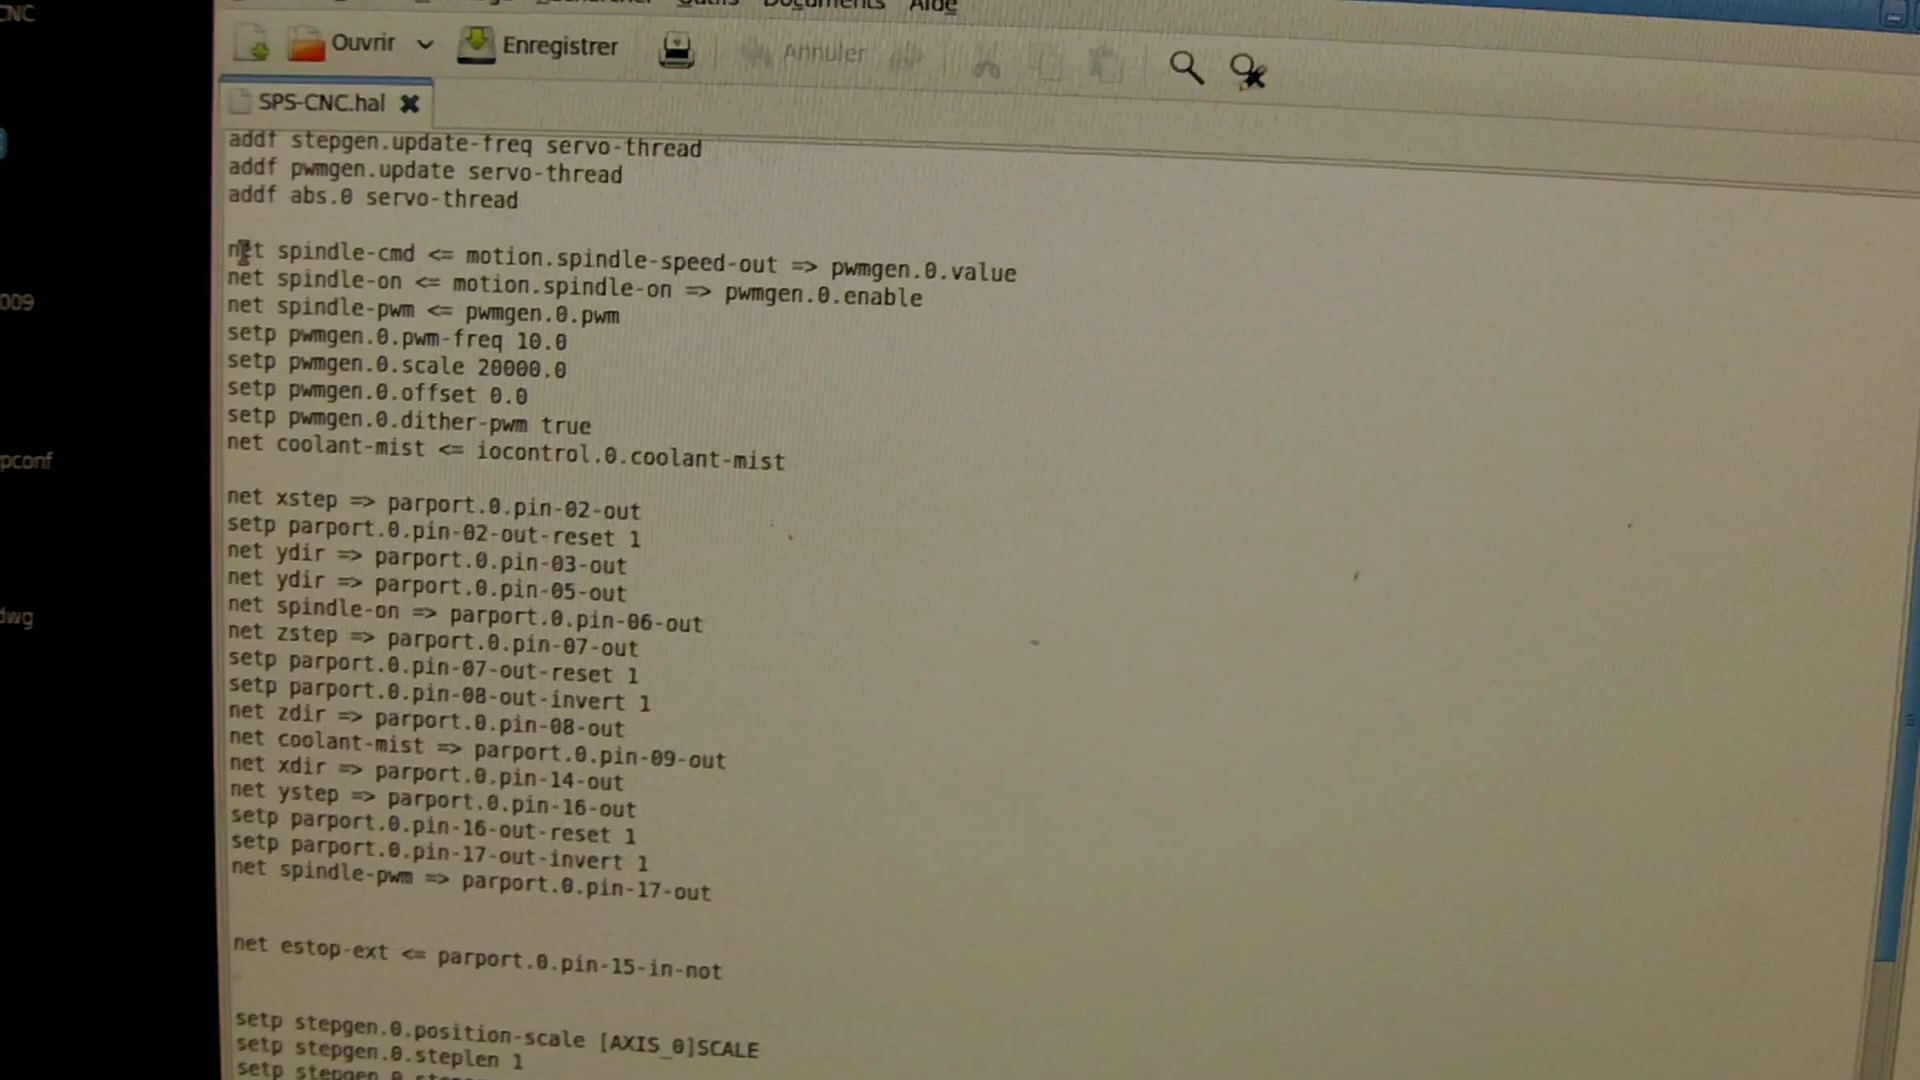 CNC
Outils Documents Aide
Ouvrir Enregistrer Annuler
SPS-CNC.hal
addf stepgen.update-freq servo-thread
addf pwmgen.update servo-thread
addf abs.0 servo-thread
net spindle-cmd <= motion.spindle-speed-out => pwmgen.0.value
net spindle-on <= motion.spindle-on => pwmgen.0.enable
net spindle-pwm <= pwmgen.0.pwm
setp pwmgen.0.pwm-freq 10.0
setp pwmgen.0.scale 20000.0
setp pwmgen.0.offset 0.0
setp pwmgen.0.dither-pwm true
net coolant-mist <= iocontrol.0.coolant-mist
net xstep => parport.0.pin-02-out
setp parport.0.pin-02-out-reset 1
net ydir => parport.0.pin-03-out
net ydir => parport.0.pin-05-out
net spindle-on => parport.0.pin-06-out
net zstep => parport.0.pin-07-out
setp parport.0.pin-07-out-reset 1
setp parport.0.pin-08-out-invert 1
net zdir => parport.0.pin-08-out
net coolant-mist => parport.0.pin-09-out
net xdir => parport.0.pin-14-out
net ystep => parport.0.pin-16-out
setp parport.0.pin-16-out-reset 1
setp parport.0.pin-17-out-invert 1
net spindle-pwm => parport.0.pin-17-out
net estop-ext <= parport.0.pin-15-in-not
setp stepgen.0.position-scale [AXIS_0]SCALE
setp stepgen.0.steplen 1
setp stepgen.0
009
pconf
dwg